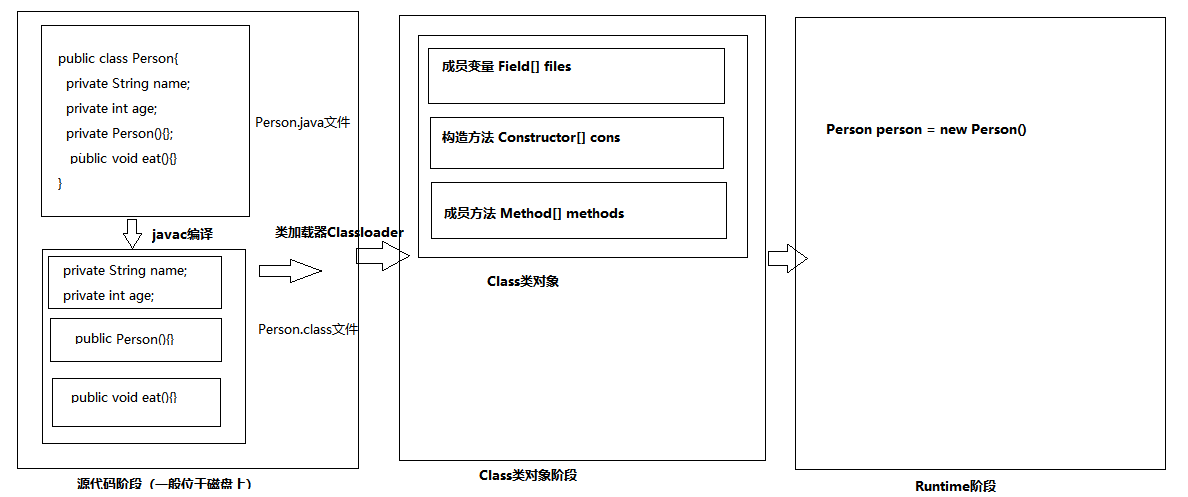 public class Person{
private String name;
private int age;
private Person(){};
public void eat(){}
}
Person.java文件
javac编译
private String name;
private int age;
public Person(){}
public void eat(){}
Person.class文件
源代码阶段（一般位于磁盘上）
类加载器Classloader
成员变量 Field[] files
构造方法 Constructor[] cons
成员方法 Method[] methods
Class类对象
Class类对象阶段
Person person = new Person()
Runtime阶段